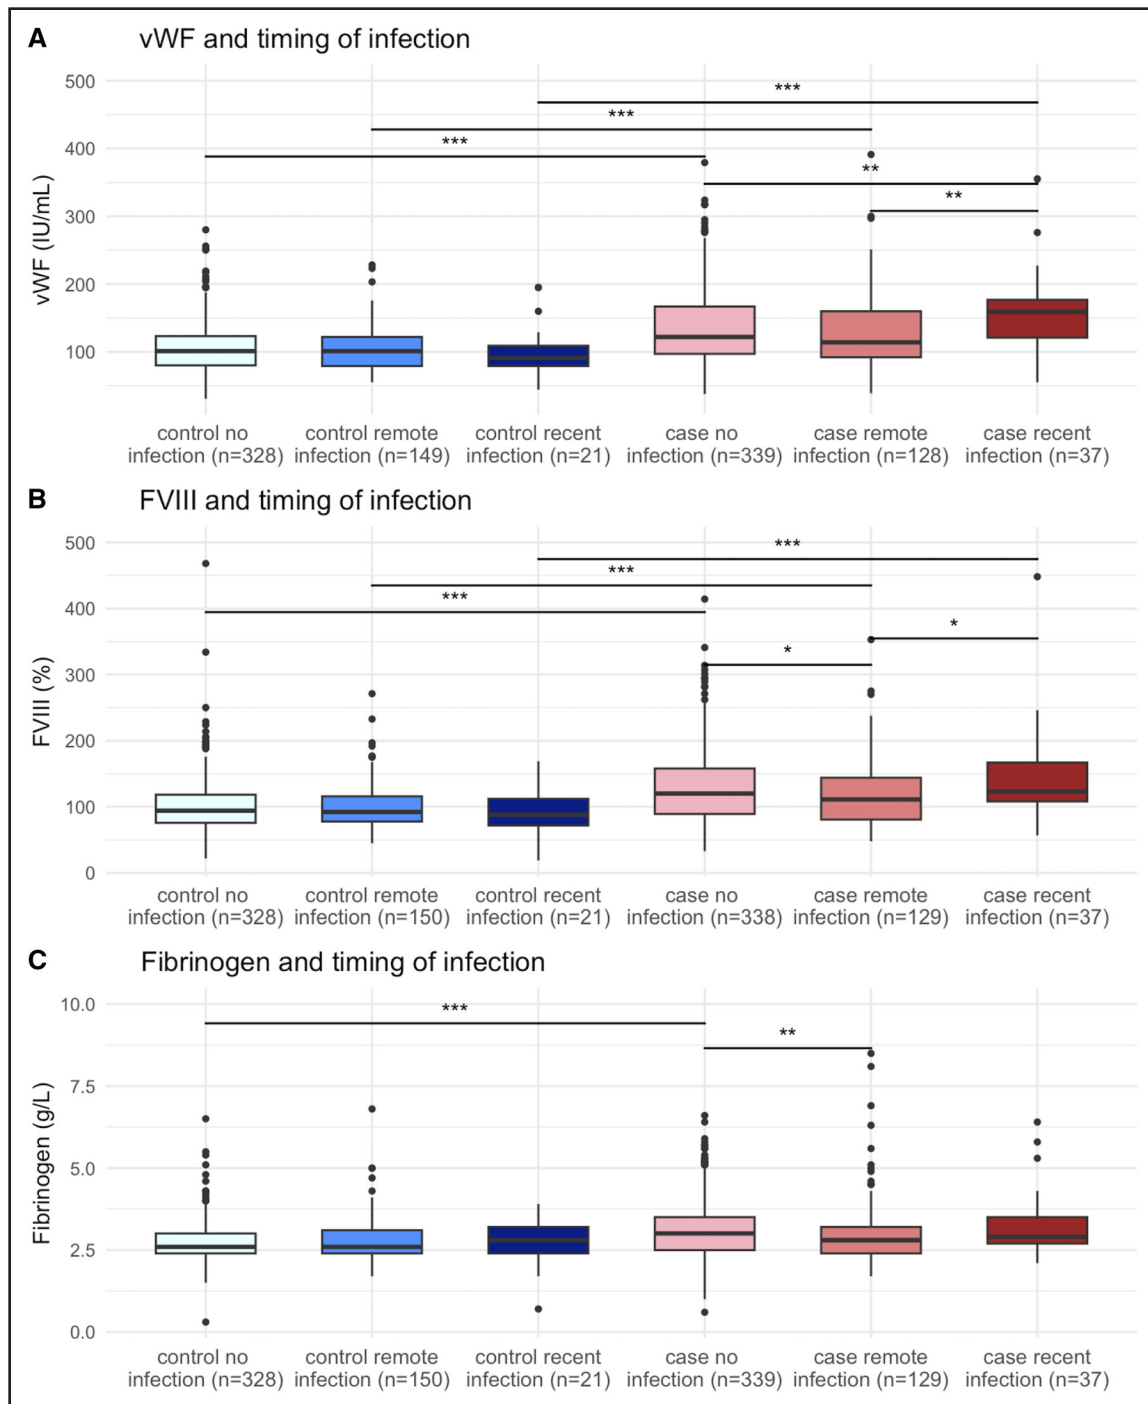 A vWF and timing of infection
500
***
***
400
***
**
**
300
200
100
vWF (IU/mL)
control no control remote control recent case no case remote case recent
infection (n=328) infection (n=149) infection (n=21) infection (n=339) infection (n=128) infection (n=37)
B FVIII and timing of infection
500
***
***
***
400
*
*
300
200
100
0
FVIII (%)
control no control remote control recent case no case remote case recent
infection (n=328) infection (n=150) infection (n=21) infection (n=338) infection (n=129) infection (n=37)
C Fibrinogen and timing of infection
10.0
***
**
7.5
5.0
2.5
0.0
Fibrinogen (g/L)
control no control remote control recent case no case remote case recent
infection (n=328) infection (n=150) infection (n=21) infection (n=339) infection (n=129) infection (n=37)